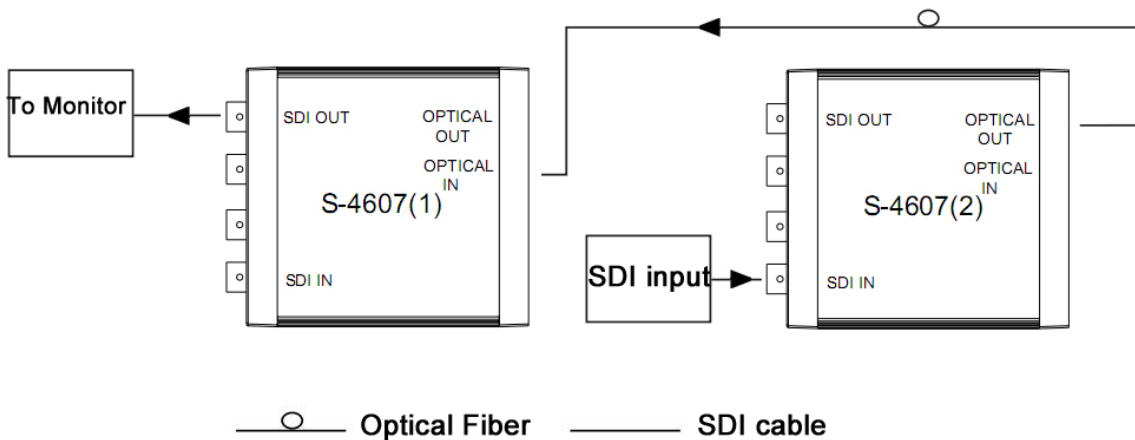 To Monitor
SDI OUT
OPTICAL
OUT
OPTICAL
IN
S-4607(1)
SDI IN
SDI input
SDI OUT
OPTICAL
OUT
OPTICAL
IN
S-4607(2)
SDI IN
Optical Fiber
SDI cable